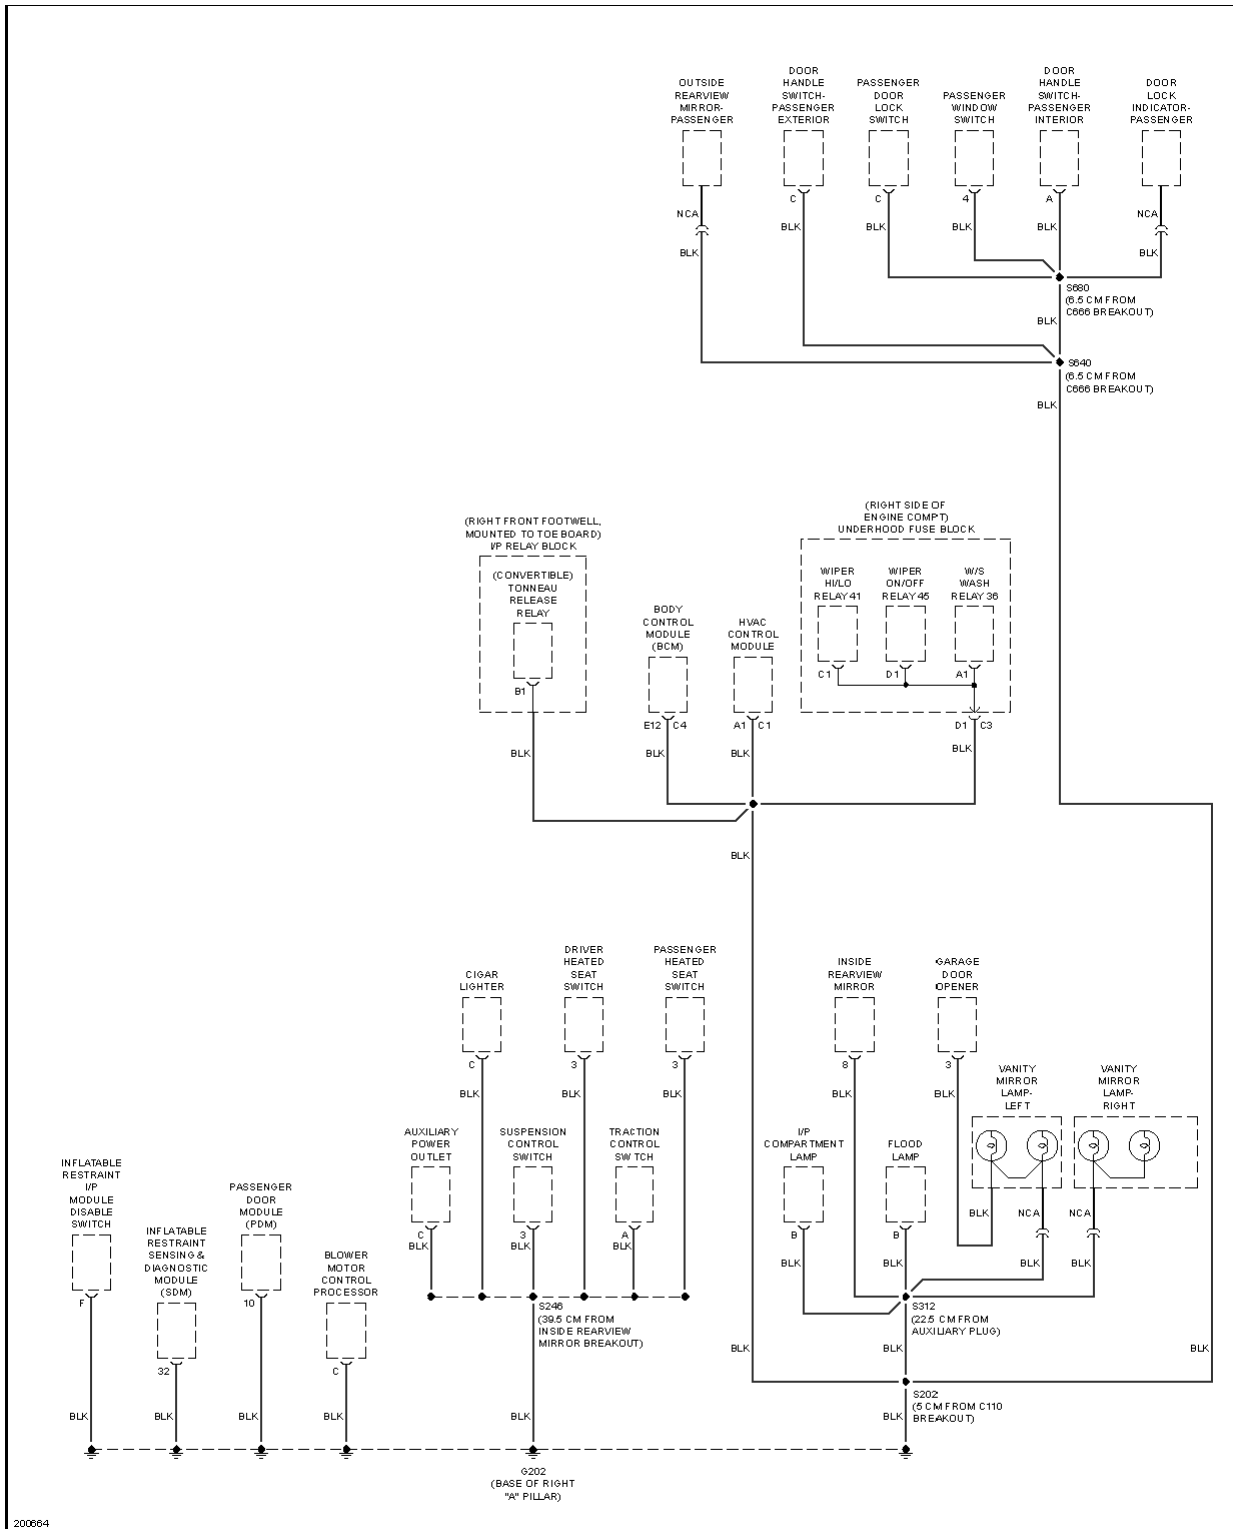 OUTSIDE
REARVIEW
MIRROR-
PASSENGER
DOOR
HANDLE
SWITCH-
PASSENGER
EXTERIOR
PASSENGER
DOOR
LOCK
SWITCH
PASSENGER
WINDOW
SWITCH
DOOR
HANDLE
SWITCH-
PASSENGER
INTERIOR
DOOR
LOCK
INDICATOR-
PASSENGER
C
C
4
A
NCA
NCA
BLK
BLK
BLK
BLK
BLK
BLK
S680
(6.5 CM FROM
C666 BREAKOUT)
BLK
S640
(6.5 CM FROM
C666 BREAKOUT)
BLK
(RIGHT FRONT FOOTWELL,
MOUNTED TO TOE BOARD)
I/P RELAY BLOCK
(CONVERTIBLE)
TONNEAU
RELEASE
RELAY
B1
BODY
CONTROL
MODULE
(BCM)
HVAC
CONTROL
MODULE
(RIGHT SIDE OF
ENGINE COMPT)
UNDERHOOD FUSE BLOCK
WIPER
HI/LO
RELAY 41
WIPER
ON/OFF
RELAY 45
W/S
WASH
RELAY 36
C1
D1
A1
E12 C4
A1 C1
D1 C3
BLK
BLK
BLK
BLK
BLK
CIGAR
LIGHTER
DRIVER
HEATED
SEAT
SWITCH
PASSENGER
HEATED
SEAT
SWITCH
INSIDE
REARVIEW
MIRROR
GARAGE
DOOR
OPENER
C
3
3
8
3
BLK
BLK
BLK
BLK
BLK
VANITY
MIRROR
LAMP-
LEFT
VANITY
MIRROR
LAMP-
RIGHT
AUXILIARY
POWER
OUTLET
SUSPENSION
CONTROL
SWITCH
TRACTION
CONTROL
SWTCH
I/P
COMPARTMENT
LAMP
FLOOD
LAMP
C
BLK
3
BLK
A
BLK
B
BLK
B
BLK
BLK
NCA
NCA
BLK
BLK
INFLATABLE
RESTRAINT
I/P
MODULE
DISABLE
SWITCH
INFLATABLE
RESTRAINT
SENSING &
DIAGNOSTIC
MODULE
(SDM)
PASSENGER
DOOR
MODULE
(PDM)
BLOWER
MOTOR
CONTROL
PROCESSOR
F
32
10
C
S246
(39.5 CM FROM
INSIDE REARVIEW
MIRROR BREAKOUT)
S312
(22.5 CM FROM
AUXILIARY PLUG)
BLK
BLK
BLK
S202
(5 CM FROM C110
BREAKOUT)
BLK
BLK
BLK
BLK
BLK
BLK
G202
(BASE OF RIGHT
"A" PILLAR)
200664